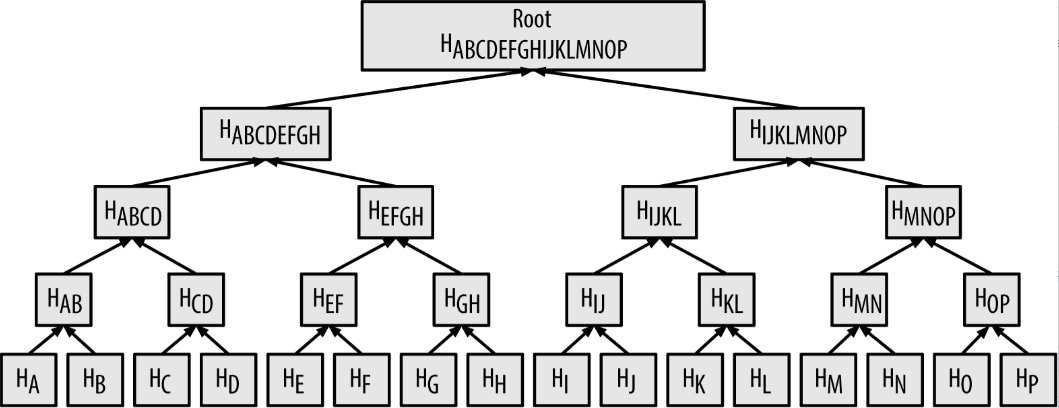 Root
HABCDEFGHIJKLMNOP
HABCDEFGH
HIJKLMNOP
HABCD
HEFGH
HIJKL
HMNOP
HAB
HCD
HEF
HGH
HIJ
HKL
HMN
HOP
HA
HB
HC
HD
HE
HF
HG
HH
HI
HJ
HK
HL
HM
HN
HO
HP